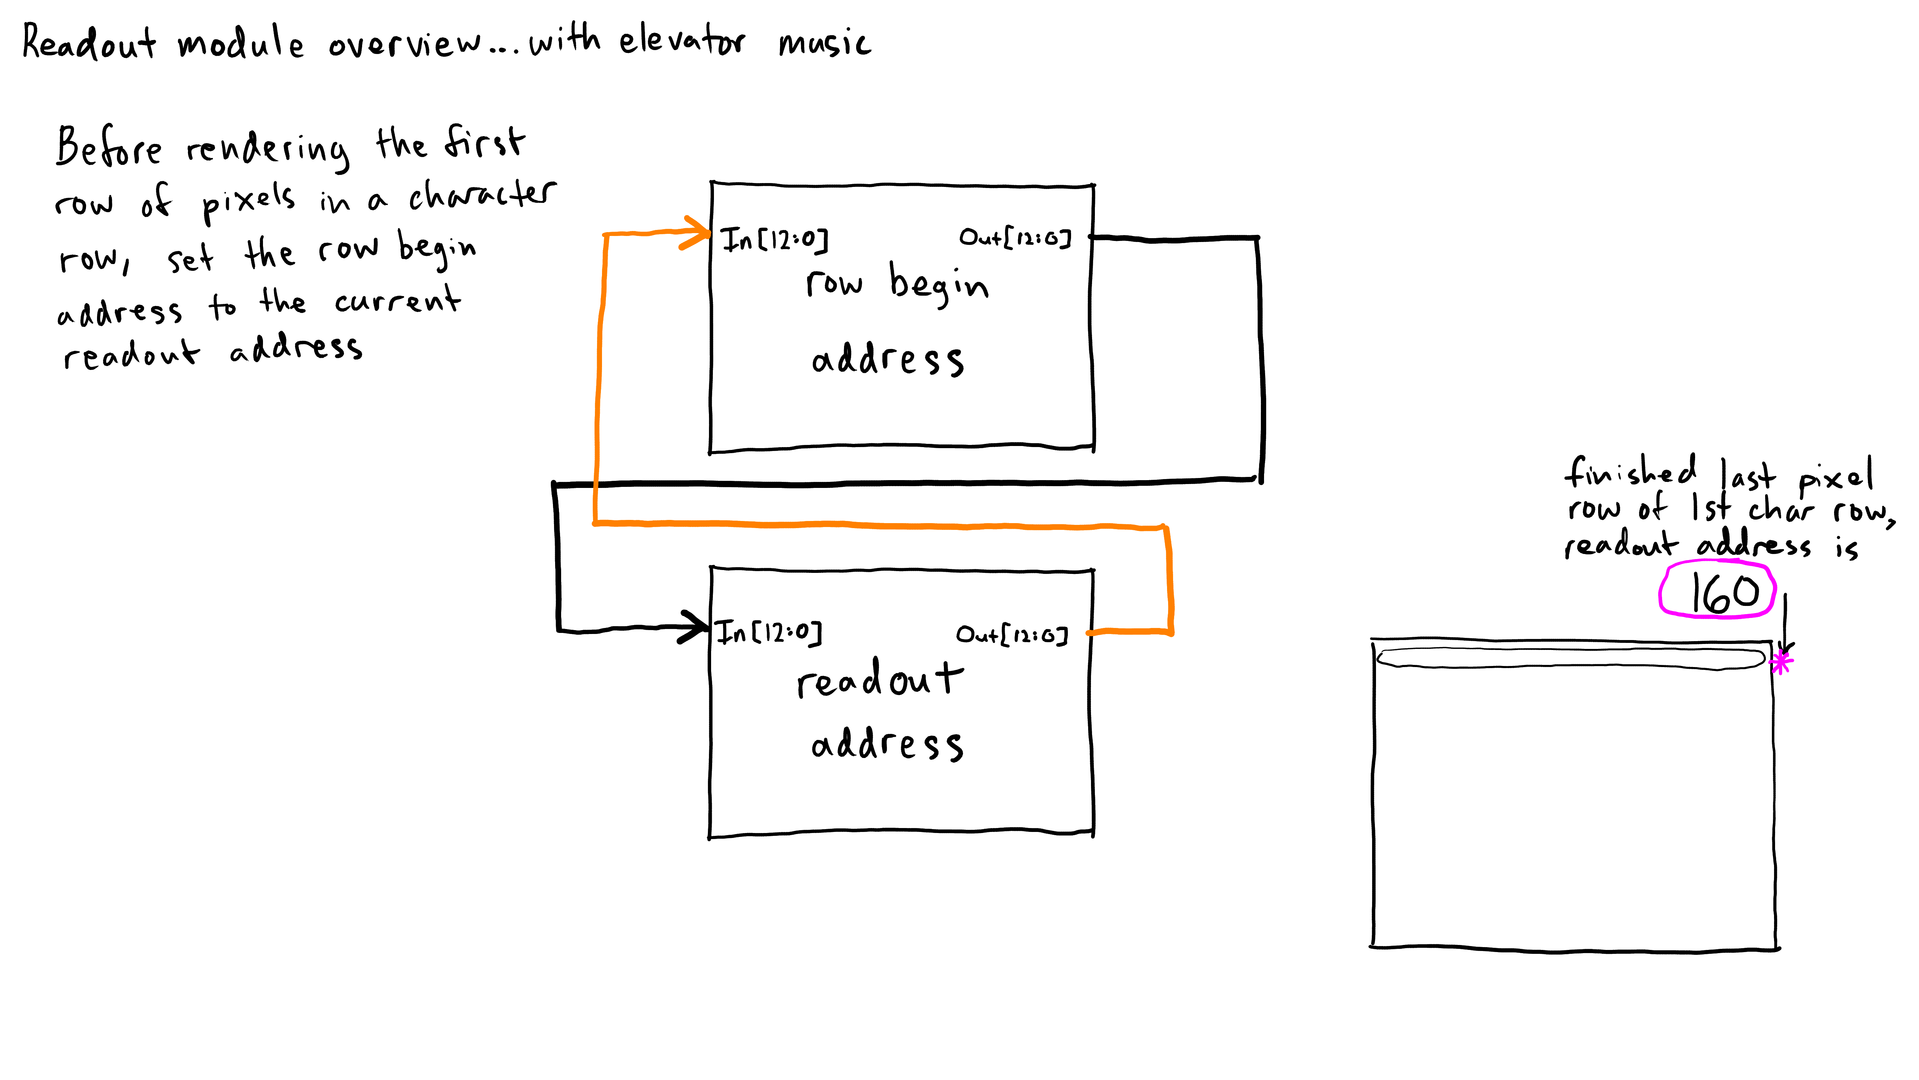 Readout module overview...with elevator music
Before rendering the first
row of pixels in a character
row, set the row begin
address to the current
readout address
In[12:0]
Out[12:0]
row begin
address
finished last pixel
row of 1st char row,
readout address is
160
In[12:0]
Out[12:0]
readout
address